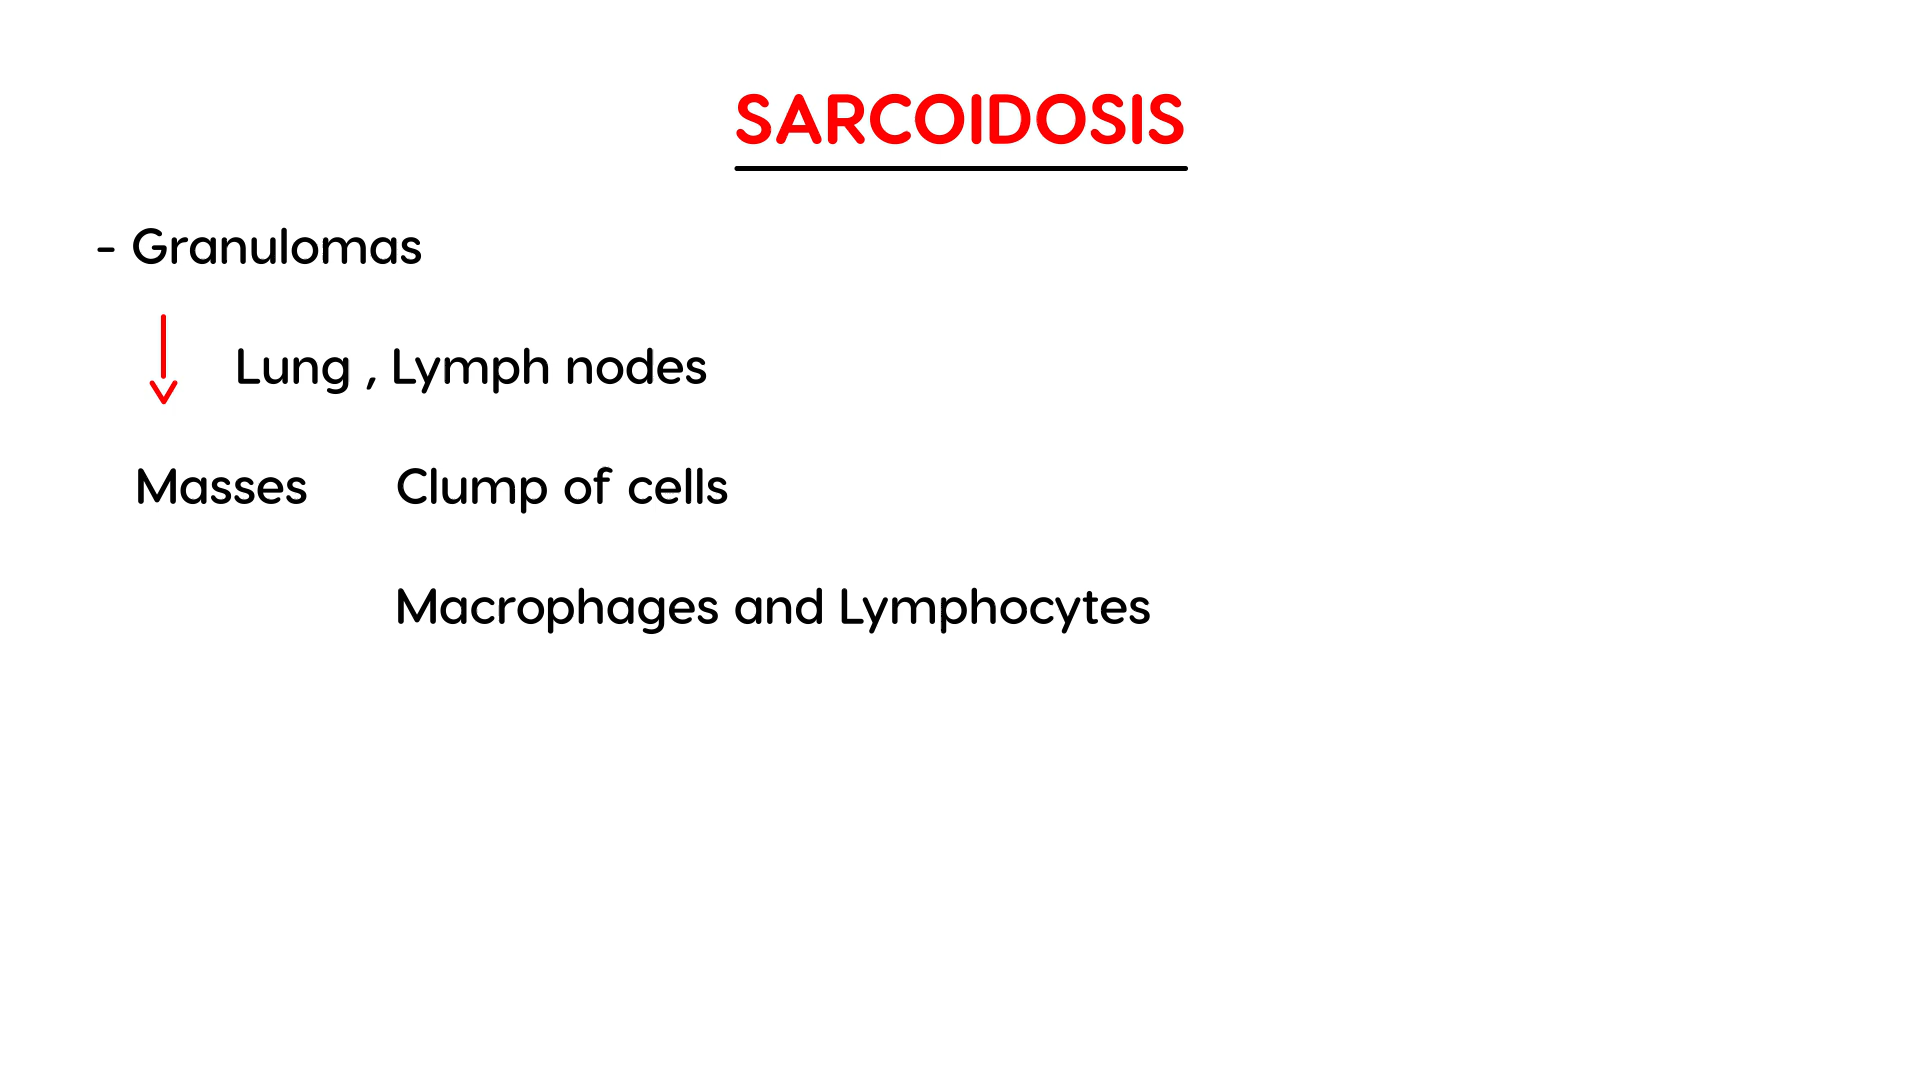 SARCOIDOSIS
- Granulomas
Lung , Lymph nodes
Masses Clump of cells
Macrophages and Lymphocytes